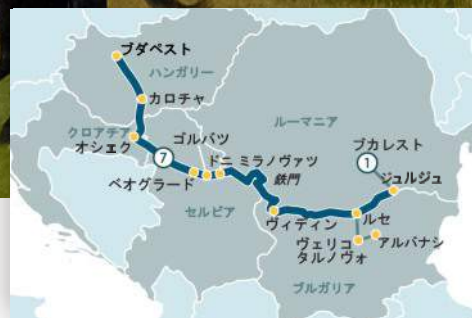 ブダペスト
ハンガリー
カロチャ
クロアチア
オシェク
ゴルバツ
ルーマニア
ブカレスト
7
ドニ ミラノヴァツ
1
ジュルジュ
ベオグラード
鉄門
セルビア
ヴィディン
ルセ
ヴェリコ
タルノヴォ
アルバナシ
ブルガリア